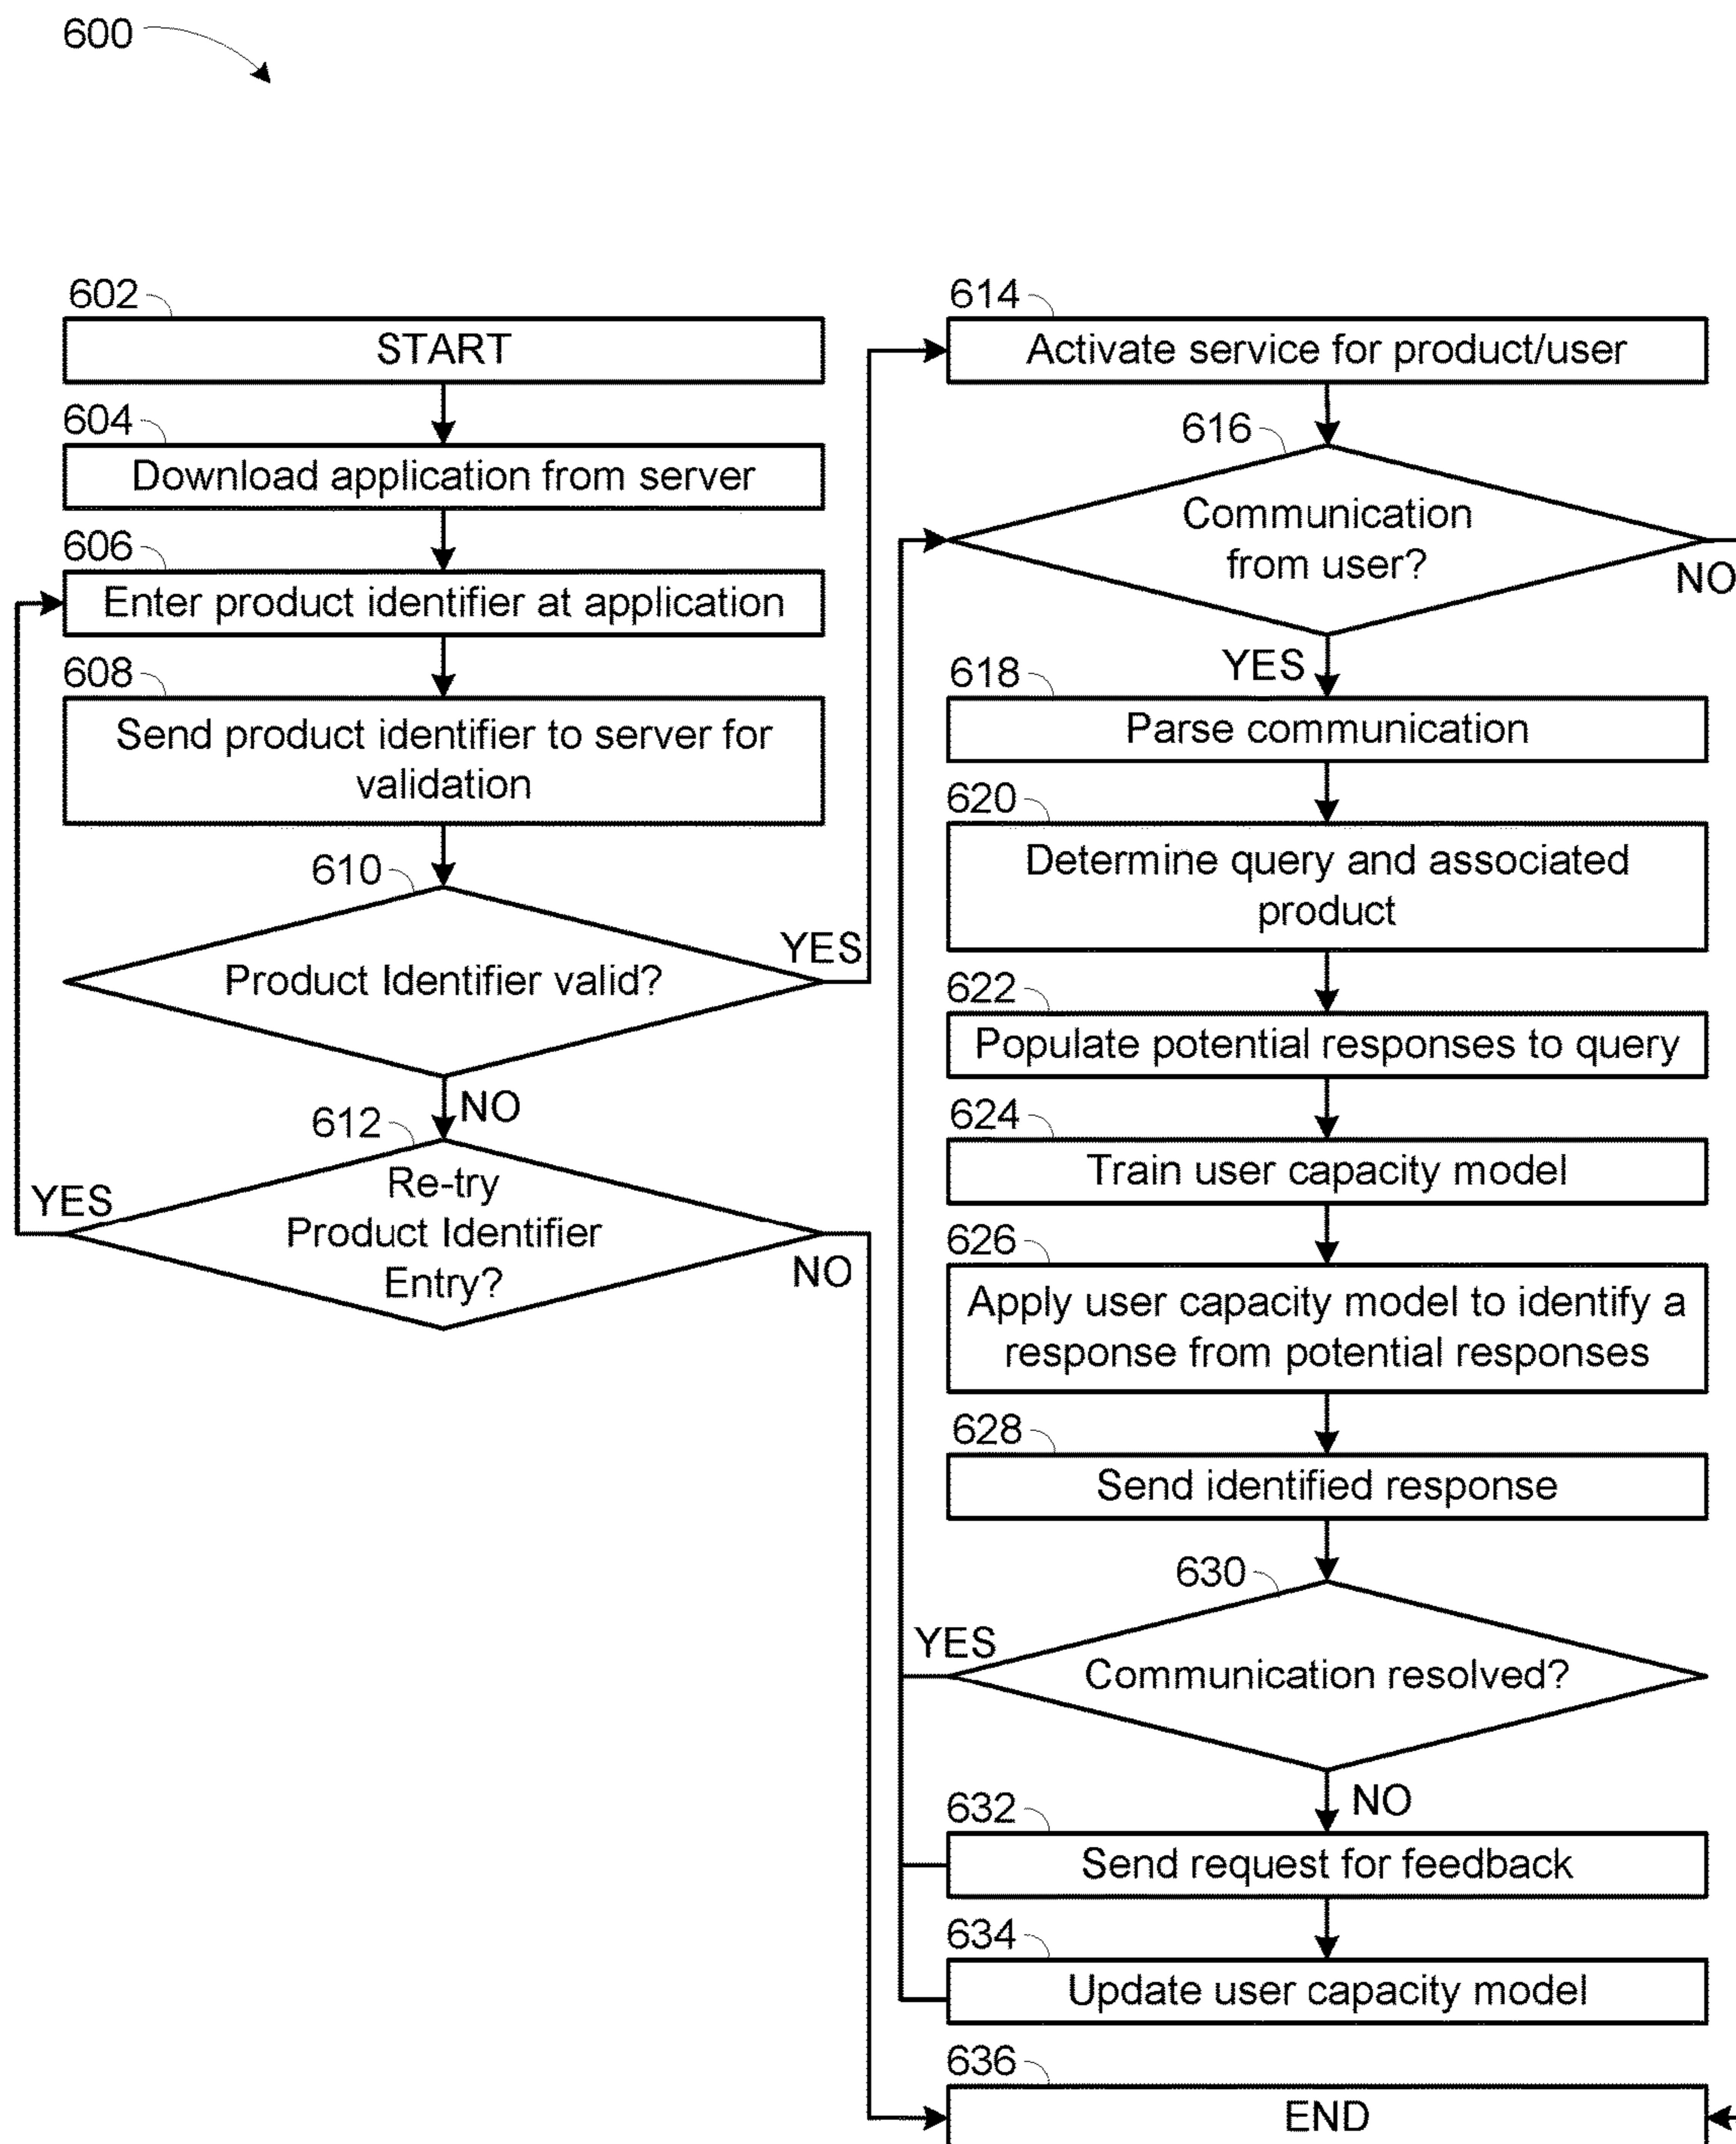 600
602
START
604
Download application from server
606
Enter product identifier at application
608
Send product identifier to server for
validation
610
Product Identifier valid?
YES
NO
612
Re-try
Product Identifier
Entry?
YES
NO
614
Activate service for product/user
616
Communication
from user?
NO
YES
618
Parse communication
620
Determine query and associated
product
622
Populate potential responses to query
624
Train user capacity model
626
Apply user capacity model to identify a
response from potential responses
628
Send identified response
630
YES
Communication resolved?
NO
632
Send request for feedback
634
Update user capacity model
636
END